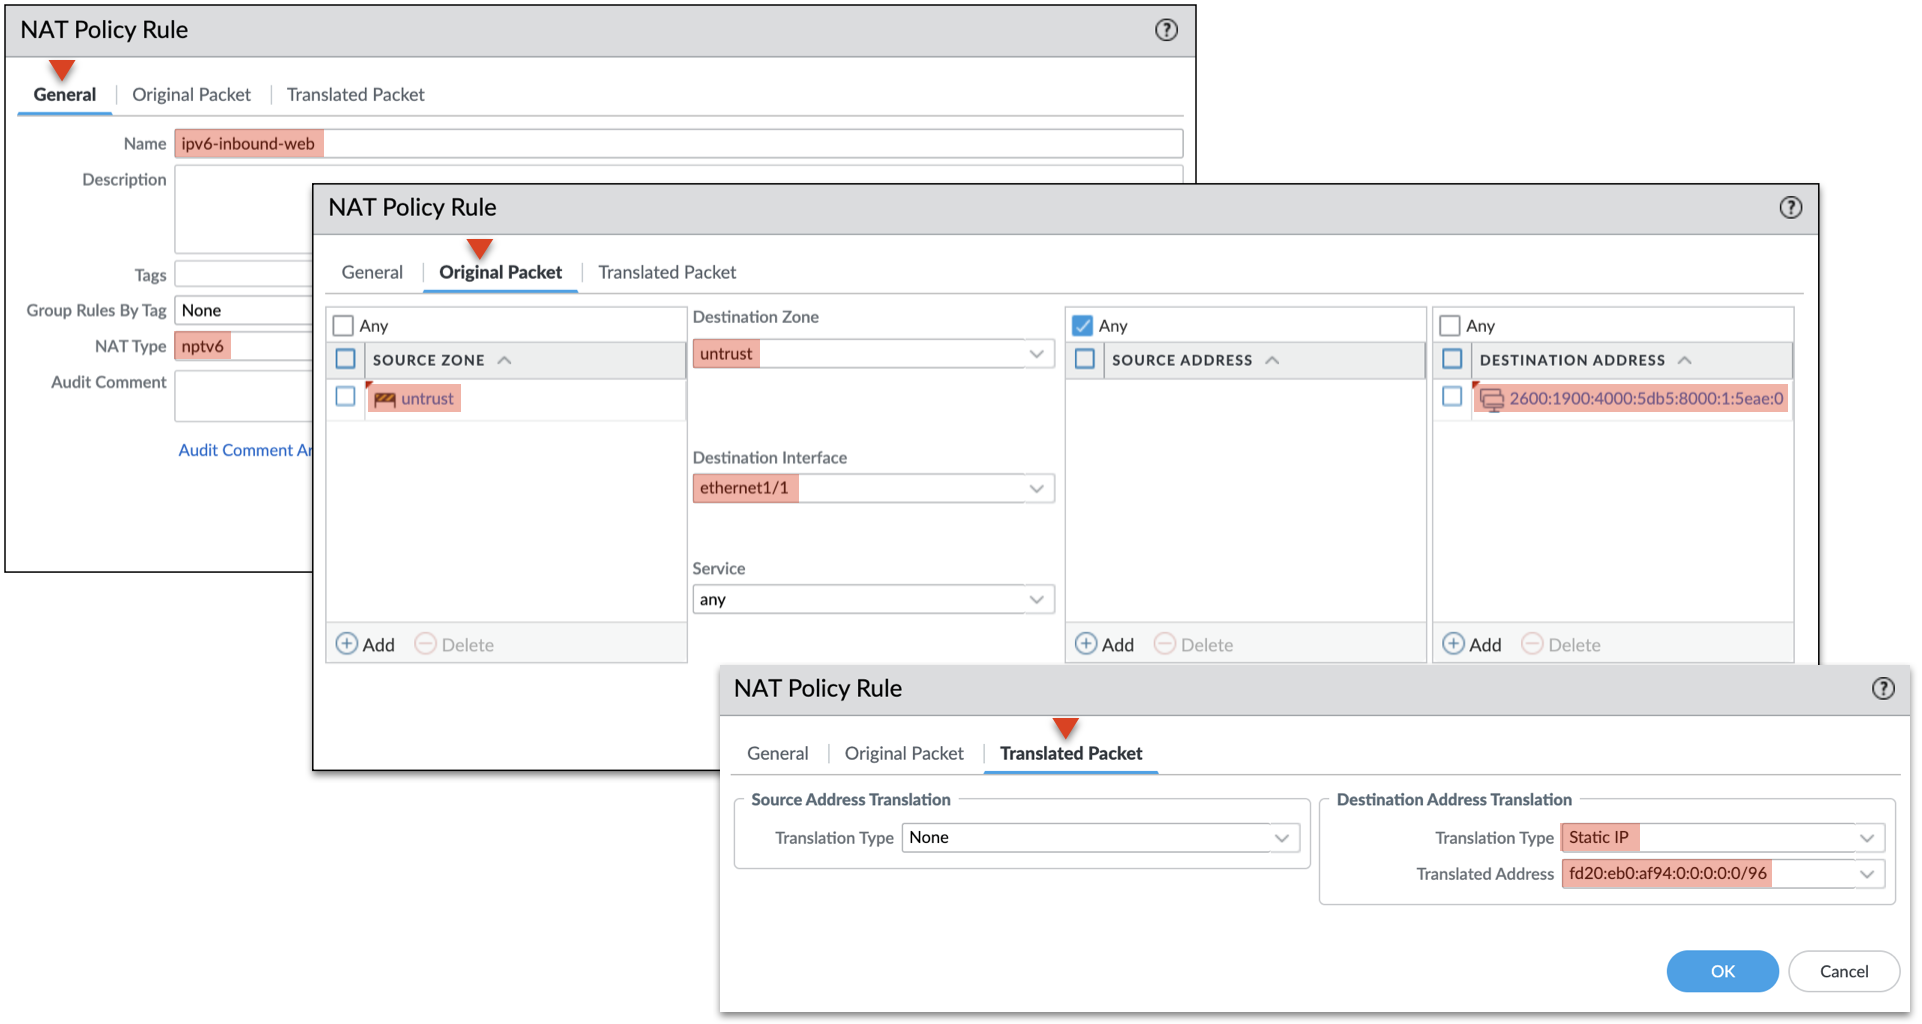 NAT Policy Rule
General
Original Packet
Translated Packet
Name
ipv6-inbound-web
Description
Tags
Group Rules By Tag
None
NAT Type
nptv6
Audit Comment
Audit Comment Ar
NAT Policy Rule
General
Original Packet
Translated Packet
Any
SOURCE ZONE
untrust
Add
Delete
Destination Zone
untrust
Destination Interface
ethernet1/1
Service
any
Any
SOURCE ADDRESS
Add
Delete
Any
DESTINATION ADDRESS
2600:1900:4000:5db5:8000:1:5eae:0
Add
Delete
NAT Policy Rule
General
Original Packet
Translated Packet
Source Address Translation
Translation Type
None
Destination Address Translation
Translation Type
Static IP
Translated Address
fd20:eb0:af94:0:0:0:0:0/96
OK
Cancel